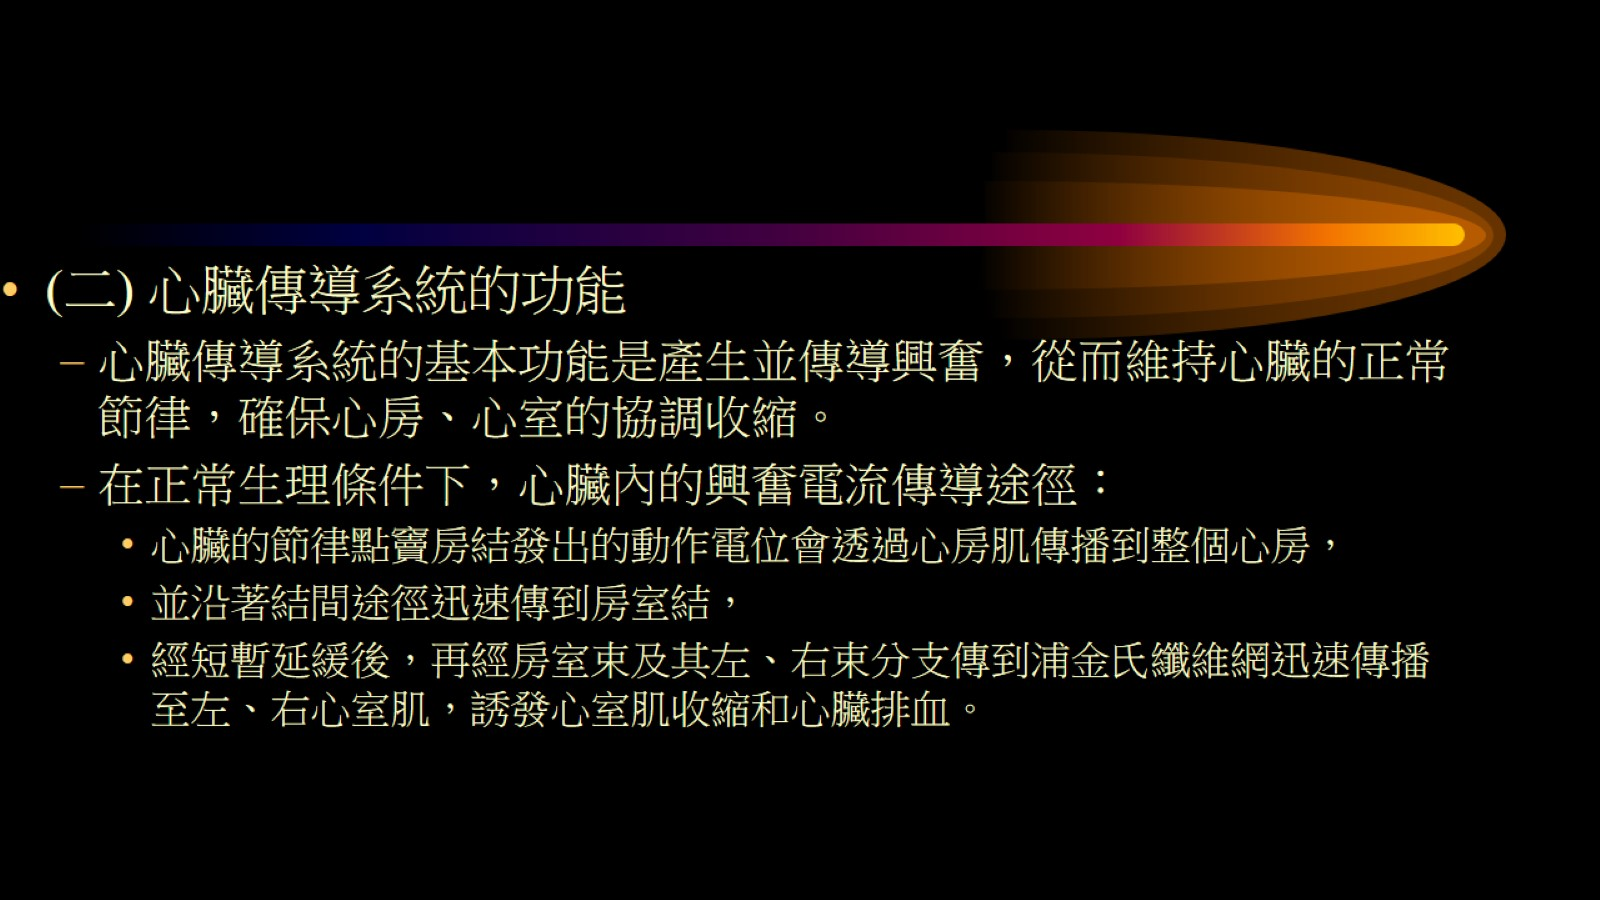 • (二) 心臟傳導系統的功能
– 心臟傳導系統的基本功能是產生並傳導興奮，從而維持心臟的正常
節律，確保心房、心室的協調收縮。
– 在正常生理條件下，心臟內的興奮電流傳導途徑：
• 心臟的節律點竇房結發出的動作電位會透過心房肌傳播到整個心房，
• 並沿著結間途徑迅速傳到房室結，
• 經短暫延緩後，再經房室束及其左、右束分支傳到浦金氏纖維網迅速傳播
至左、右心室肌，誘發心室肌收縮和心臟排血。